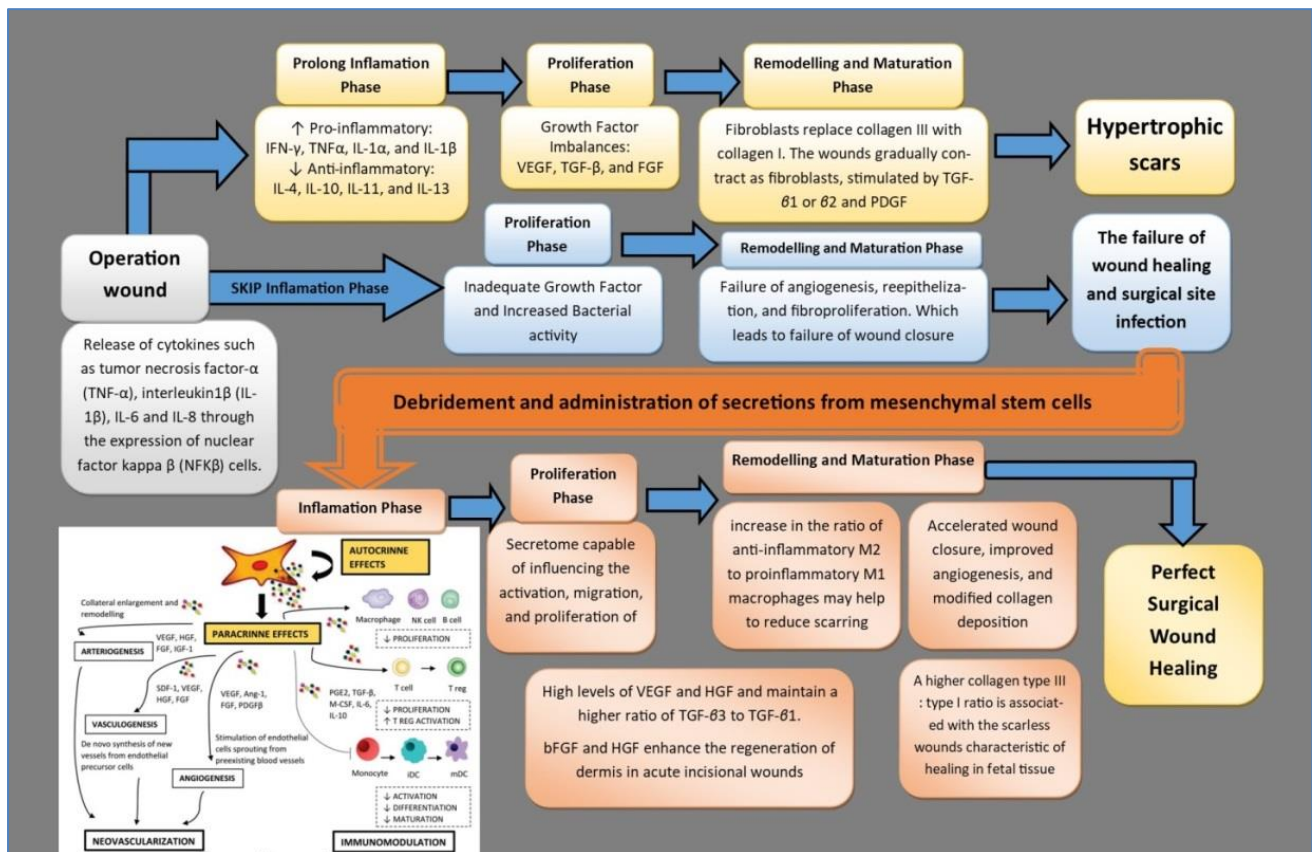 Prolong Inflamation
Phase
↑ Pro-inflammatory:
IFN-γ, TNFα, IL-1α, and IL-1β
↓ Anti-inflammatory:
IL-4, IL-10, IL-11, and IL-13
Proliferation
Phase
Growth Factor
Imbalances:
VEGF, TGF-β, and FGF
Remodelling and Maturation
Phase
Fibroblasts replace collagen III with
collagen I. The wounds gradually con-
tract as fibroblasts, stimulated by TGF-
β1 or β2 and PDGF
Hypertrophic
scars
Operation
wound
Release of cytokines such
as tumor necrosis factor-α
(TNF-α), interleukin1β (IL-
1β), IL-6 and IL-8 through
the expression of nuclear
factor kappa β (NFKβ) cells.
SKIP Inflamation Phase
Proliferation
Phase
Inadequate Growth Factor
and Increased Bacterial
activity
Remodelling and Maturation Phase
Failure of angiogenesis, reepitheliza-
tion, and fibroproliferation. Which
leads to failure of wound closure
The failure of
wound healing
and surgical site
infection
Debridement and administration of secretions from mesenchymal stem cells
Inflamation Phase
AUTOCRINNE
EFFECTS
PARACRINNE EFFECTS
Collateral enlargement and
remodelling
ARTERIOGENESIS
VEGF, HGF,
FGF, IGF-1
SDF-1, VEGF,
HGF, FGF
VASCULOGENESIS
De novo synthesis of new
vessels from endothelial
precursor cells
VEGF, Ang-1,
FGF, PDGFβ
Stimulation of endothelial
cells sprouting from
preexisting blood vessels
ANGIOGENESIS
NEOVASCULARIZATION
Macrophage NK cell B cell
↓ PROLIFERATION
T cell T reg
PGE2, TGF-β,
M-CSF, IL-6,
IL-10
↓ PROLIFERATION
↑ T REG ACTIVATION
Monocyte iDC mDC
↓ ACTIVATION
↓ DIFFERENTIATION
↓ MATURATION
IMMUNOMODULATION
Proliferation
Phase
Secretome capable
of influencing the
activation, migration,
and proliferation of
Remodelling and Maturation Phase
increase in the ratio of
anti-inflammatory M2
to proinflammatory M1
macrophages may help
to reduce scarring
Accelerated wound
closure, improved
angiogenesis, and
modified collagen
deposition
High levels of VEGF and HGF and maintain a
higher ratio of TGF-β3 to TGF-β1.
bFGF and HGF enhance the regeneration of
dermis in acute incisional wounds
A higher collagen type III
: type I ratio is associat-
ed with the scarless
wounds characteristic of
healing in fetal tissue
Perfect
Surgical
Wound
Healing